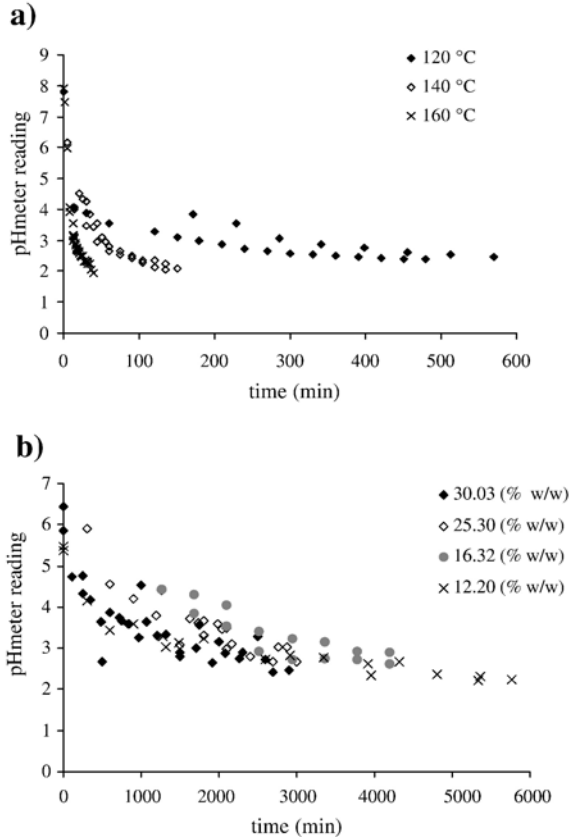 a)
9
8
7
6
5
4
3
2
1
0
pHmeter reading
120 °C
140 °C
160 °C
0 100 200 300 400 500 600
time (min)
b)
7
6
5
4
3
2
1
0
pHmeter reading
30.03 (% w/w)
25.30 (% w/w)
16.32 (% w/w)
12.20 (% w/w)
0 1000 2000 3000 4000 5000 6000
time (min)